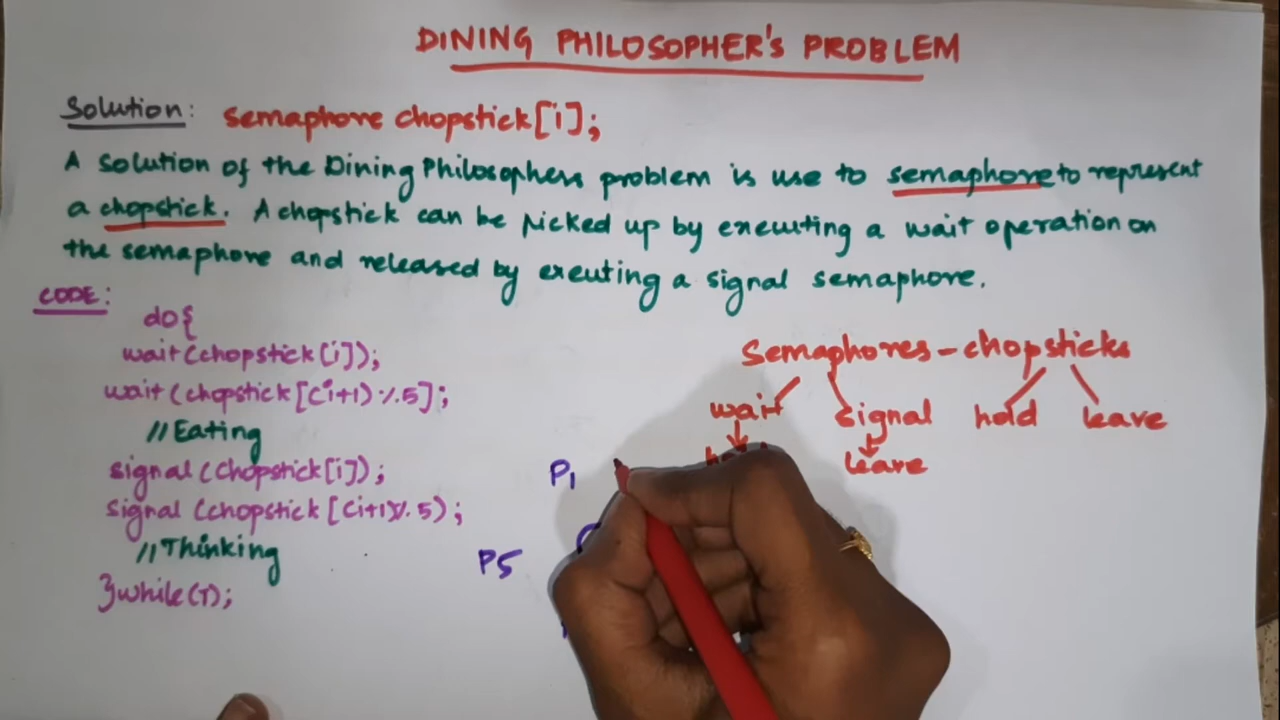 DINING PHILOSOPHER'S PROBLEM
Solution: semaphore chopstick[i];
A solution of the Dining Philosophers problem is use to semaphore to represent
a chopstick. A chopstick can be picked up by executing a wait operation on
the semaphore and released by exeuting a signal semaphore.
CODE:
do{
wait(chopstick[i]);
wait(chopstick[(i+1)%.5];
//Eating
signal(chopstick[i]);
signal(chopstick[(i+1)%.5);
//Thinking
}while(T);
Semaphores-chopsticks
wait signal hold leave
leave
P1
P5